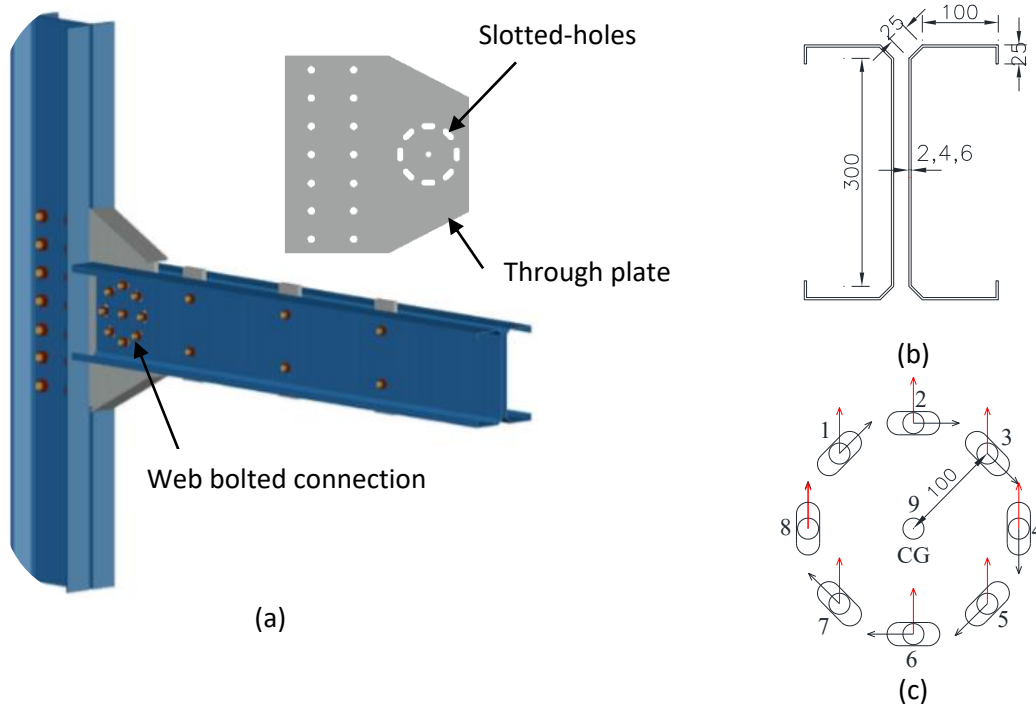 Slotted-holes
Through plate
Web bolted connection
(a)
25
100
25
300
2,4,6
(b)
2
1
3
100
9
8
4
CG
7
5
6
(c)